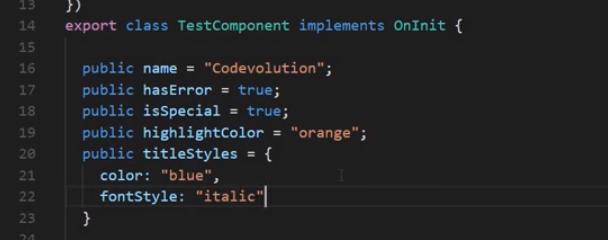 13 })
14 export class TestComponent implements OnInit {
15
16 public name = "Codevolution";
17 public hasError = true;
18 public isSpecial = true;
19 public highlightColor = "orange";
20 public titleStyles = {
21 color: "blue",
22 fontStyle: "italic"
23 }
24